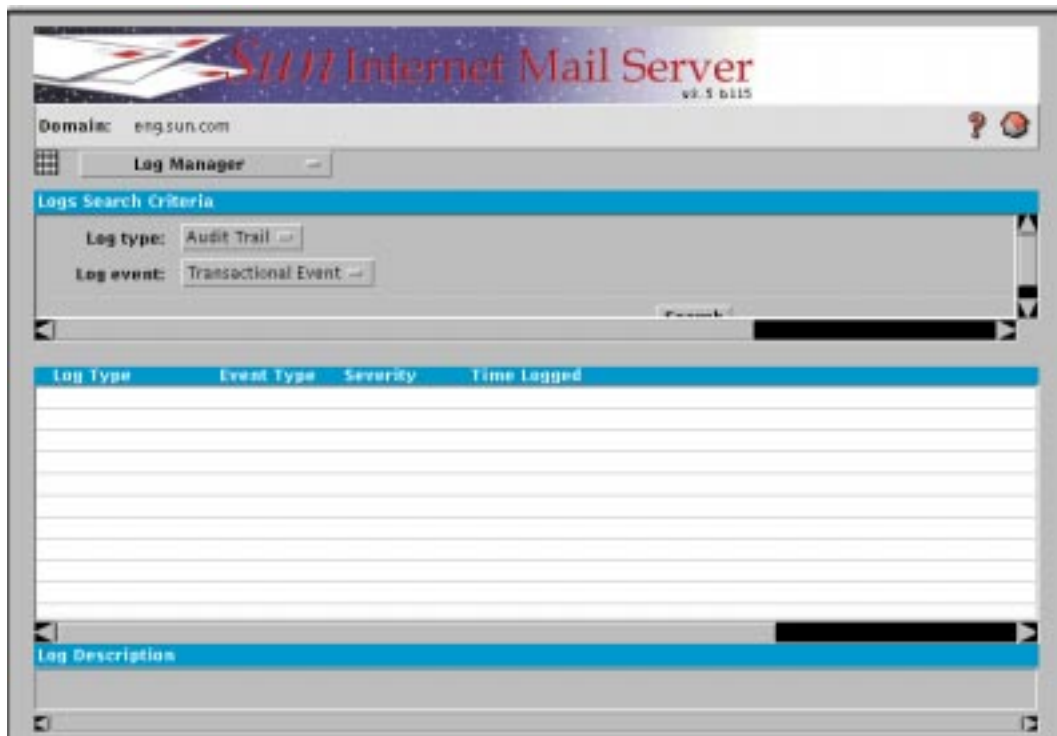 Sun Internet Mail Server
v3.5 b115
Domain: eng.sun.com
?
Log Manager
Logs Search Criteria
Log type: Audit Trail
Log event: Transactional Event
Search
Log Type Event Type Severity Time Logged
Log Description